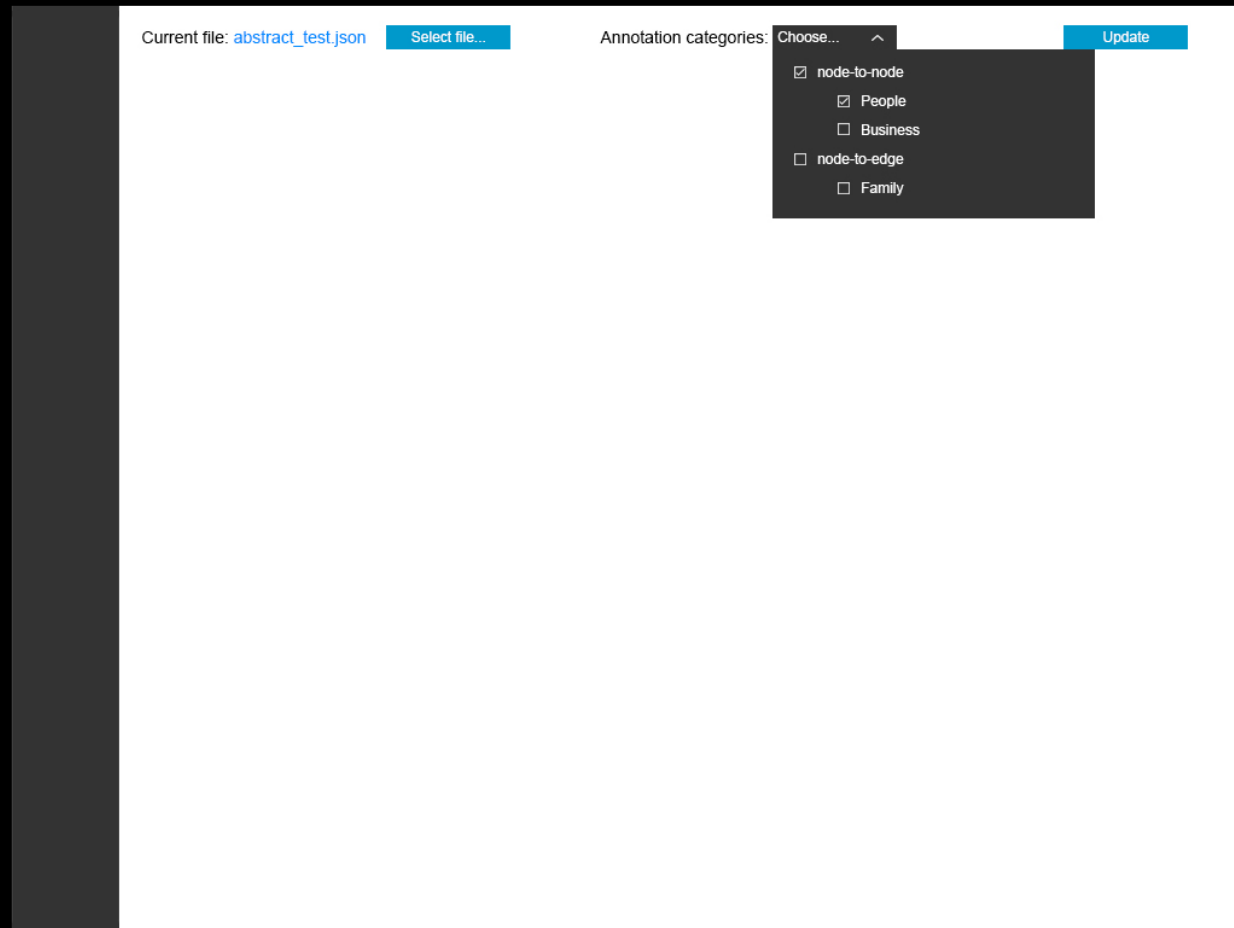 Current file: abstract_test.json Select file... Annotation categories: Choose... Update
node-to-node
People
Business
node-to-edge
Family